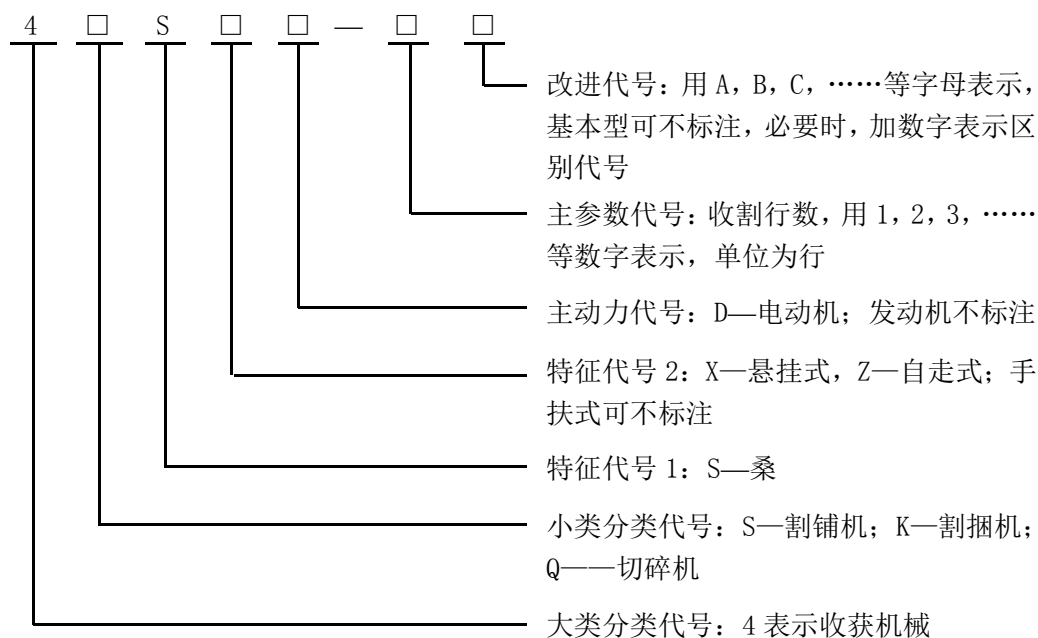 4 □ S □ □ — □ □
改进代号：用 A，B，C，……等字母表示，
基本型可不标注，必要时，加数字表示区
别代号
主参数代号：收割行数，用 1，2，3，……
等数字表示，单位为行
主动力代号：D—电动机；发动机不标注
特征代号 2：X—悬挂式，Z—自走式；手
扶式可不标注
特征代号 1：S—桑
小类分类代号：S—割铺机；K—割捆机；
Q——切碎机
大类分类代号：4 表示收获机械